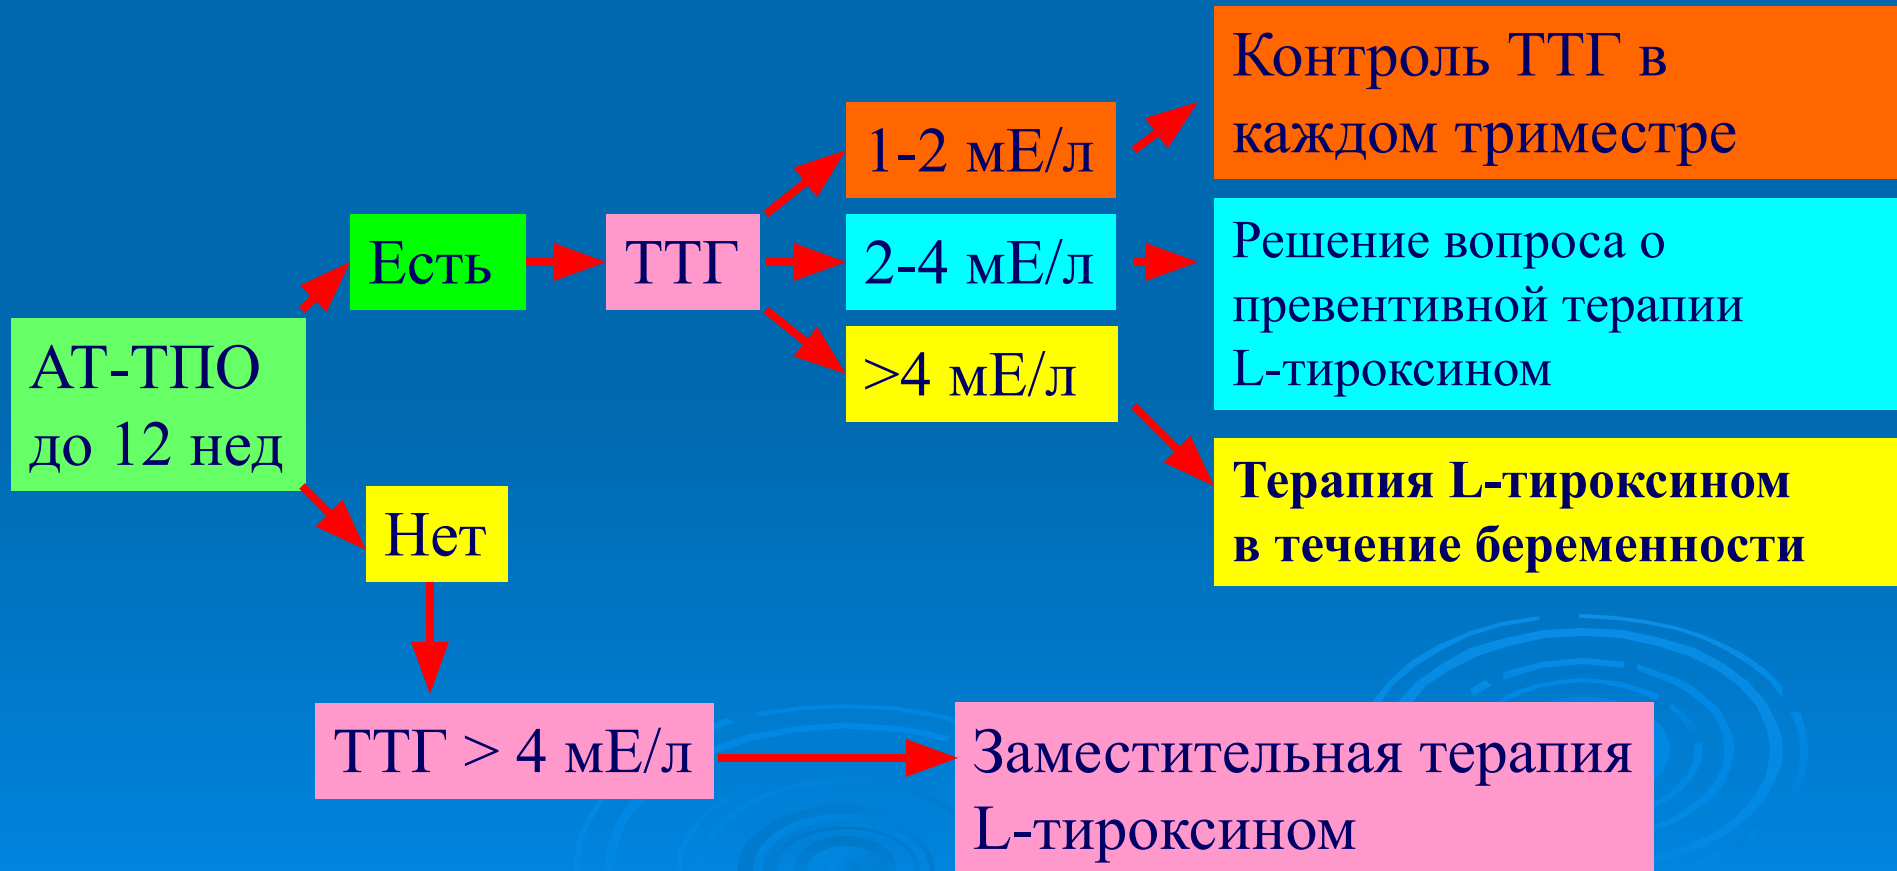 АТ-ТПО
до 12 нед
Есть
ТТГ
1-2 мЕ/л
Контроль ТТГ в
каждом триместре
2-4 мЕ/л
Решение вопроса о
превентивной терапии
L-тироксином
>4 мЕ/л
Терапия L-тироксином
в течение беременности
Нет
ТТГ > 4 мЕ/л
Заместительная терапия
L-тироксином